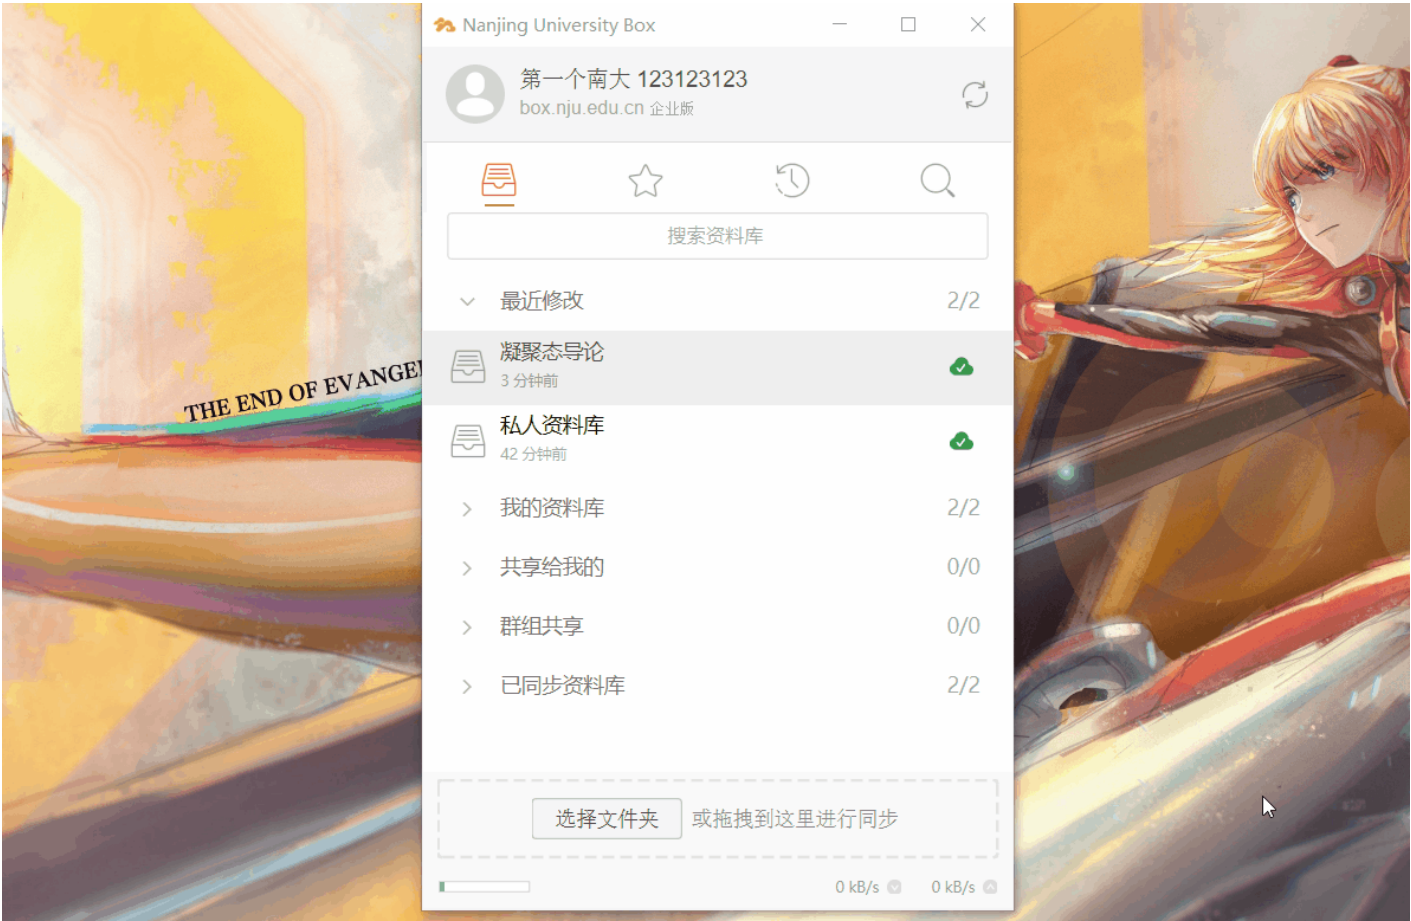 Nanjing University Box
第一个南大 123123123
box.nju.edu.cn 企业版
搜索资料库
最近修改 2/2
凝聚态导论
3 分钟前
THE END OF EVANGE
私人资料库
42 分钟前
我的资料库 2/2
共享给我的 0/0
群组共享 0/0
已同步资料库 2/2
选择文件夹 或拖拽到这里进行同步
0 kB/s 0 kB/s